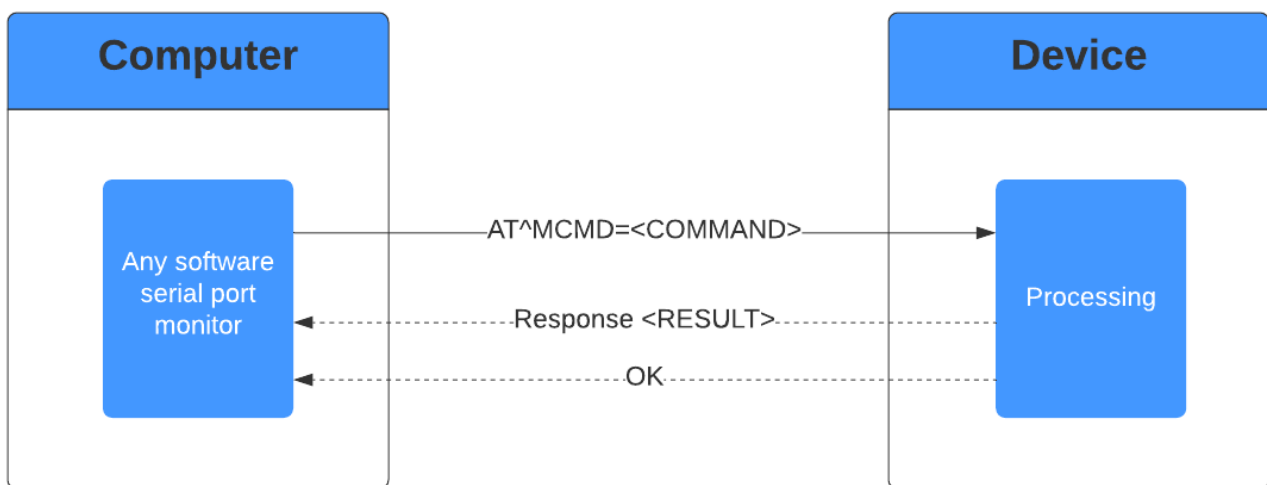 Computer
Device
Any software
serial port
monitor
AT^MCMD=<COMMAND>
Response <RESULT>
OK
Processing